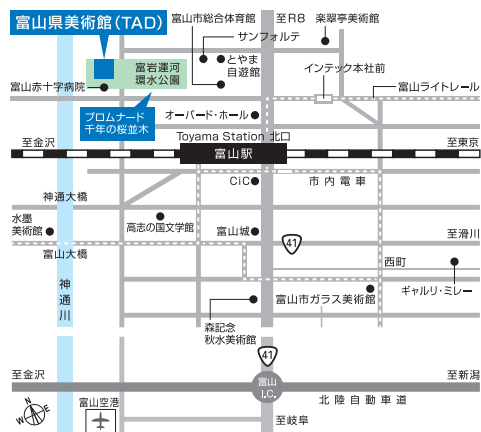 富山県美術館(TAD)
富山市総合体育館
至R8
楽翠亭美術館
サンフォルテ
とやま
自遊館
富岩運河
環水公園
インテック本社前
富山赤十字病院
富山ライトレール
プロムナード
千年の桜並木
オーバード・ホール
Toyama Station 北口
至金沢
富山駅
至東京
CiC
市内電車
神通大橋
水墨
美術館
高志の国文学館
富山城
41
至滑川
富山大橋
西町
神通川
富山市ガラス美術館
ギャルリ・ミレー
森記念
秋水美術館
41
至金沢
富山
I.C.
至新潟
北陸自動車道
富山空港
至岐阜
N
W
E
S